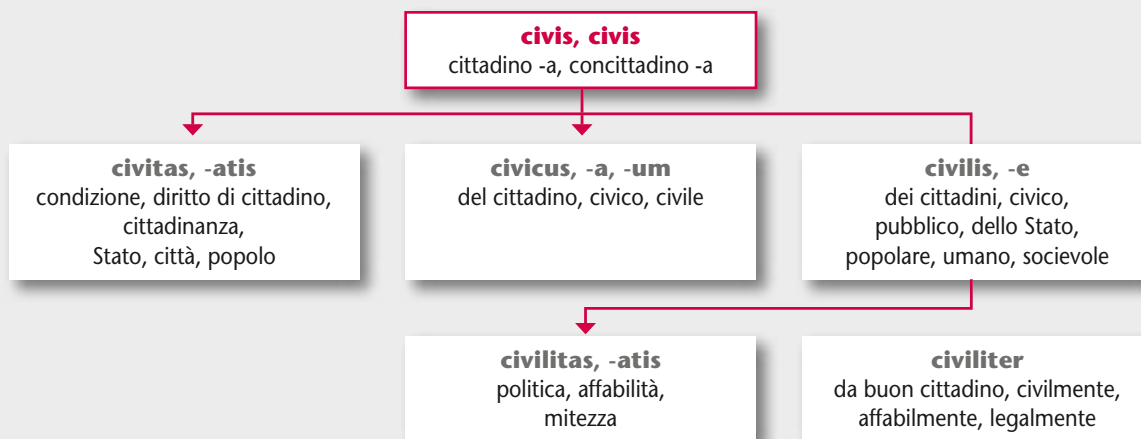 civis, civis
cittadino -a, concittadino -a
civitas, -atis
condizione, diritto di cittadino,
cittadinanza,
Stato, città, popolo
civicus, -a, -um
del cittadino, civico, civile
civilis, -e
dei cittadini, civico,
pubblico, dello Stato,
popolare, umano, socievole
civilitas, -atis
politica, affabilità,
mitezza
civiliter
da buon cittadino, civilmente,
affabilmente, legalmente